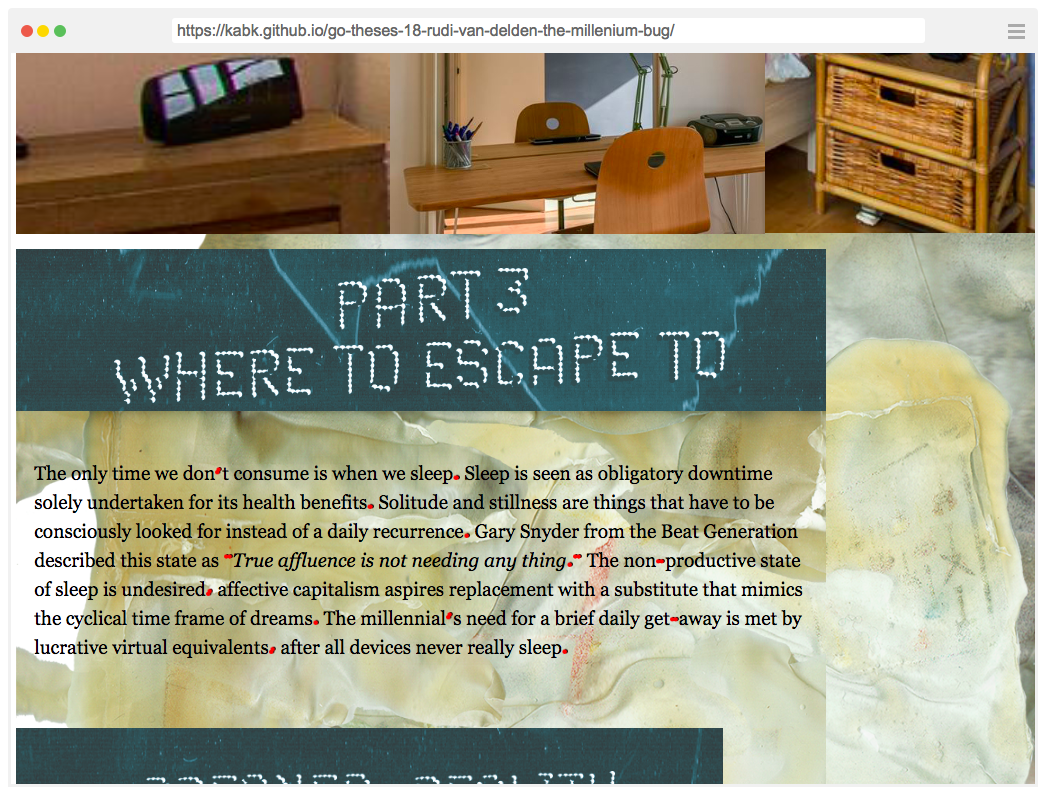 https://kabk.github.io/go-theses-18-rudi-van-delden-the-millenium-bug/
PART 3
WHERE TO ESCAPE TO
The only time we don't consume is when we sleep. Sleep is seen as obligatory downtime
solely undertaken for its health benefits. Solitude and stillness are things that have to be
consciously looked for instead of a daily recurrence. Gary Snyder from the Beat Generation
described this state as "True affluence is not needing any thing." The non-productive state
of sleep is undesired, affective capitalism aspires replacement with a substitute that mimics
the cyclical time frame of dreams. The millennial's need for a brief daily get-away is met by
lucrative virtual equivalents, after all devices never really sleep.